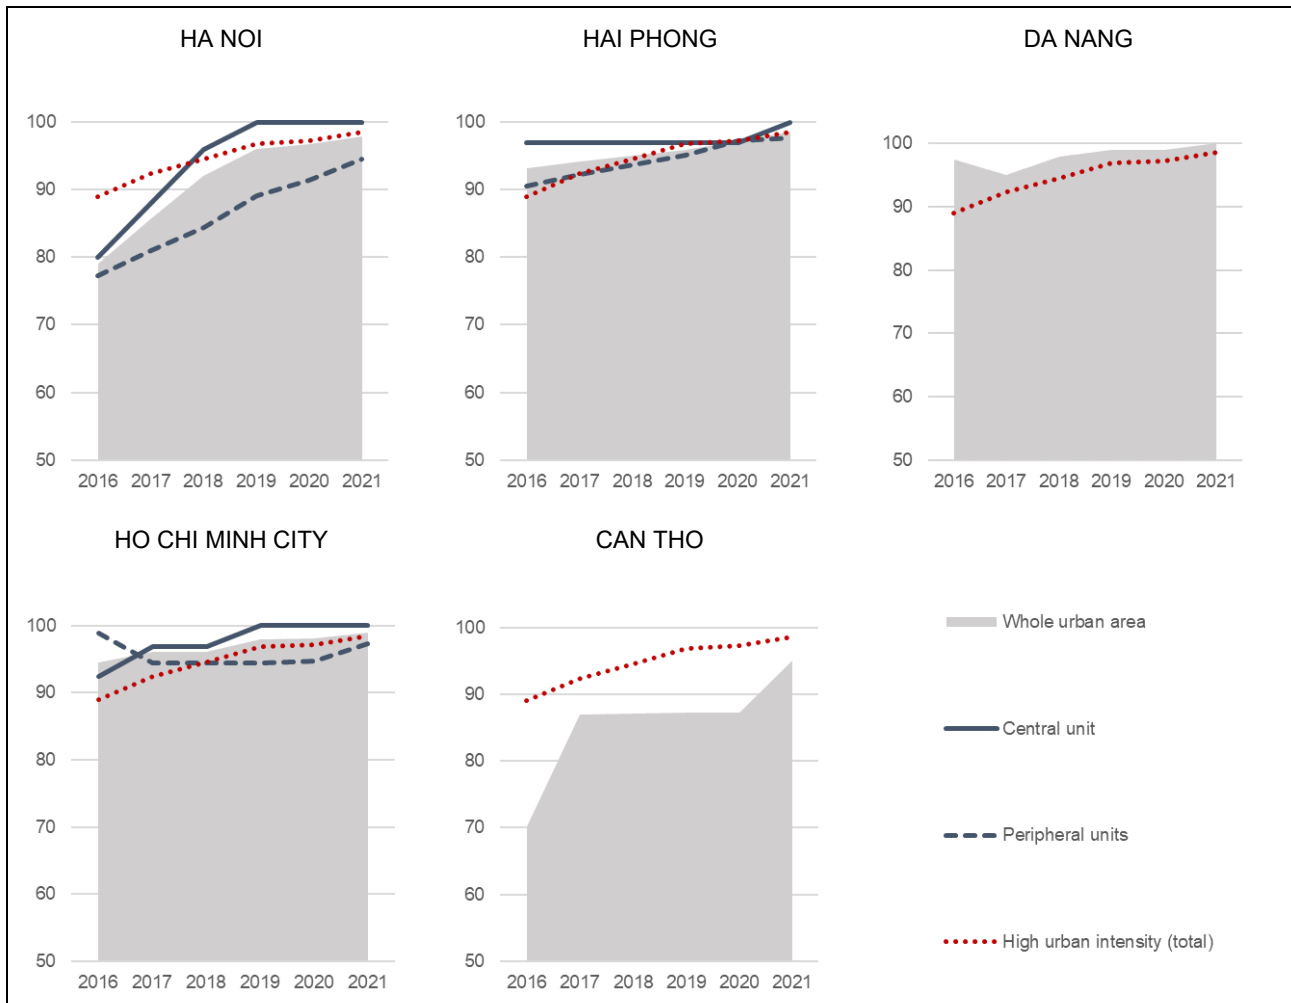 HA NOI
100
90
80
70
60
50
2016 2017 2018 2019 2020 2021
HAI PHONG
100
90
80
70
60
50
2016 2017 2018 2019 2020 2021
DA NANG
100
90
80
70
60
50
2016 2017 2018 2019 2020 2021
HO CHI MINH CITY
100
90
80
70
60
50
2016 2017 2018 2019 2020 2021
CAN THO
100
90
80
70
60
50
2016 2017 2018 2019 2020 2021
Whole urban area
Central unit
Peripheral units
High urban intensity (total)